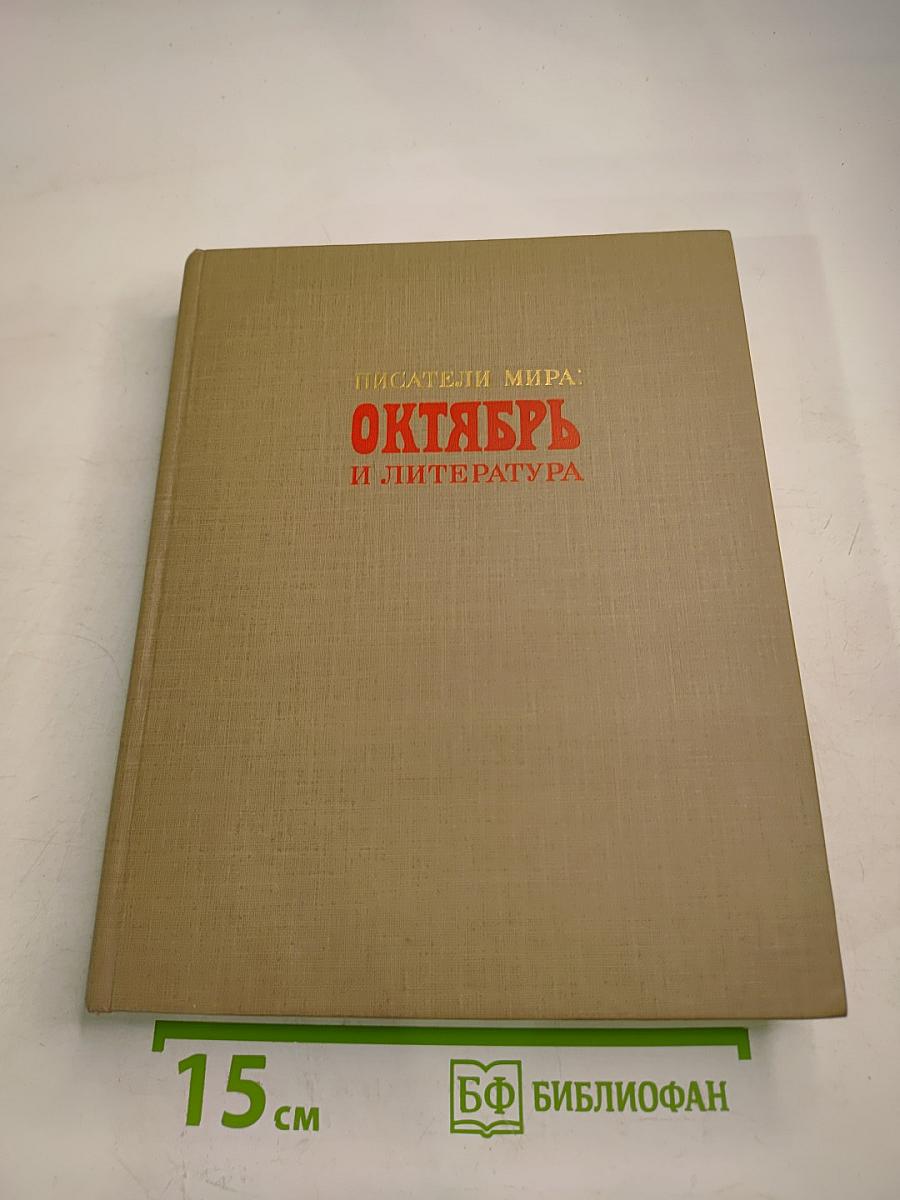 ПИСАТЕЛИ МИРА:
ОКТЯБРЬ
И ЛИТЕРАТУРА
15 см
БФ БИБЛИОФАН